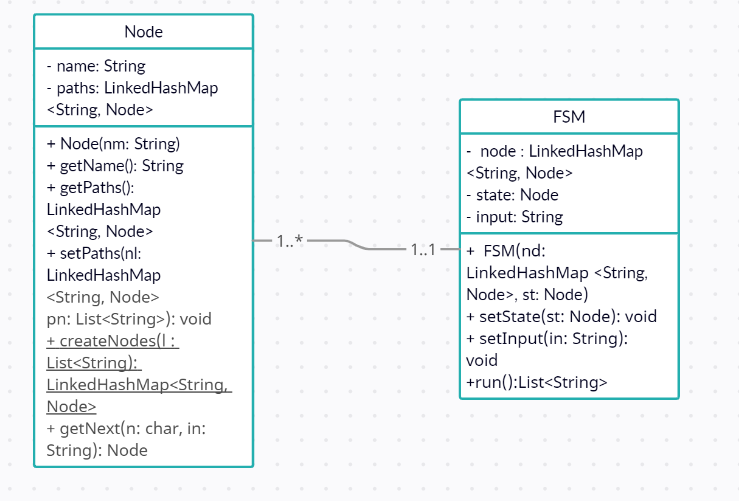 Node
- name: String
- paths: LinkedHashMap
<String, Node>
+ Node(nm: String)
+ getName(): String
+ getPaths():
LinkedHashMap
<String, Node>
+ setPaths(nl:
LinkedHashMap
<String, Node>
pn: List<String>): void
+ createNodes(l :
List<String):
LinkedHashMap<String,
Node>
+ getNext(n: char, in:
String): Node
1..*
1..1
FSM
- node : LinkedHashMap
<String, Node>
- state: Node
- input: String
+ FSM(nd:
LinkedHashMap <String,
Node>, st: Node)
+ setState(st: Node): void
+ setInput(in: String):
void
+run():List<String>